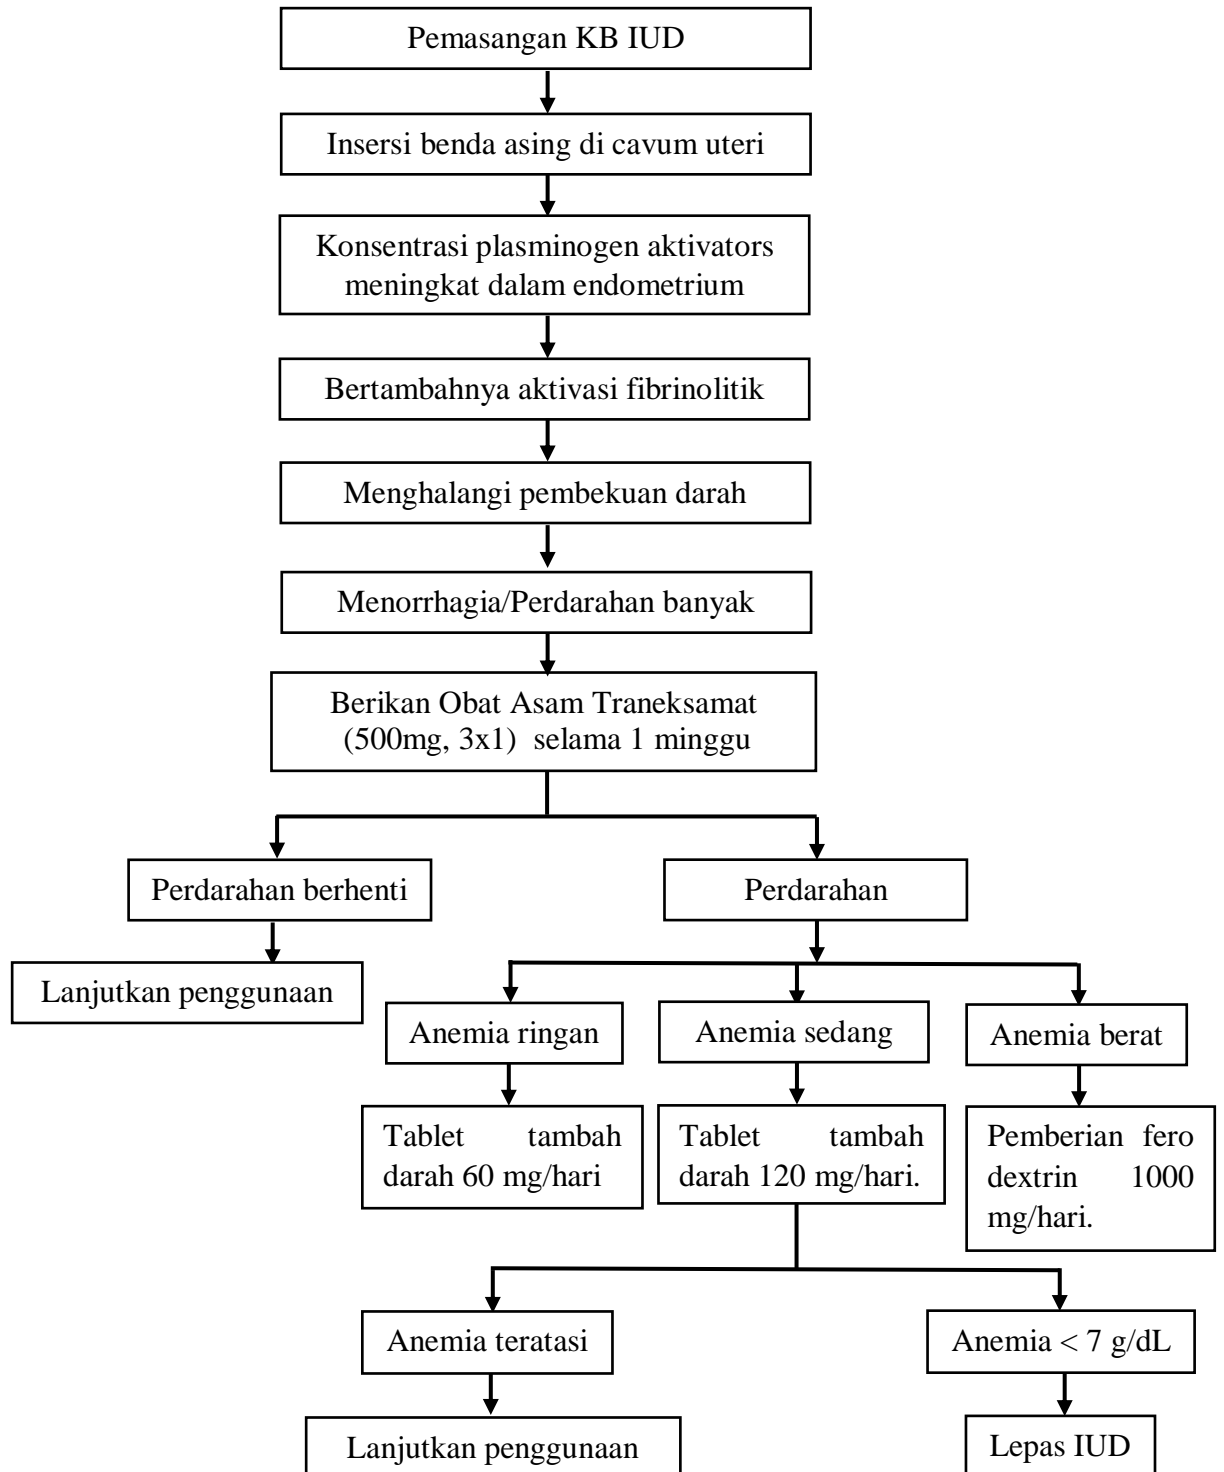 Pemasangan KB IUD
Insersi benda asing di cavum uteri
Konsentrasi plasminogen aktivators
meningkat dalam endometrium
Bertambahnya aktivasi fibrinolitik
Menghalangi pembekuan darah
Menorrhagia/Perdarahan banyak
Berikan Obat Asam Traneksamat
(500mg, 3x1) selama 1 minggu
Perdarahan berhenti
Perdarahan
Lanjutkan penggunaan
Anemia ringan
Anemia sedang
Anemia berat
Tablet tambah
darah 60 mg/hari
Tablet tambah
darah 120 mg/hari.
Pemberian fero
dextrin 1000
mg/hari.
Anemia teratasi
Anemia < 7 g/dL
Lanjutkan penggunaan
Lepas IUD